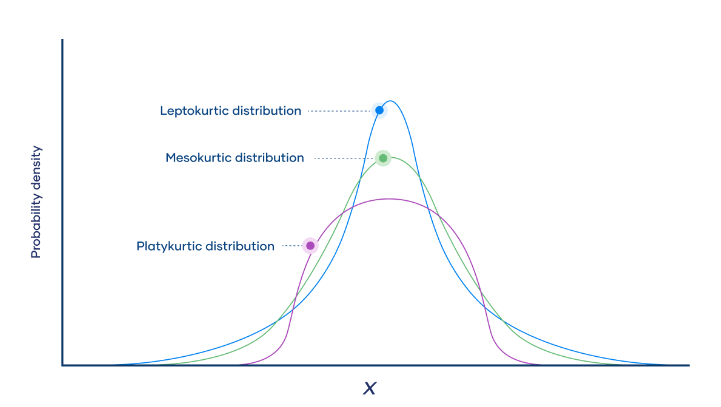 Leptokurtic distribution
Mesokurtic distribution
Platykurtic distribution
Probability density
X